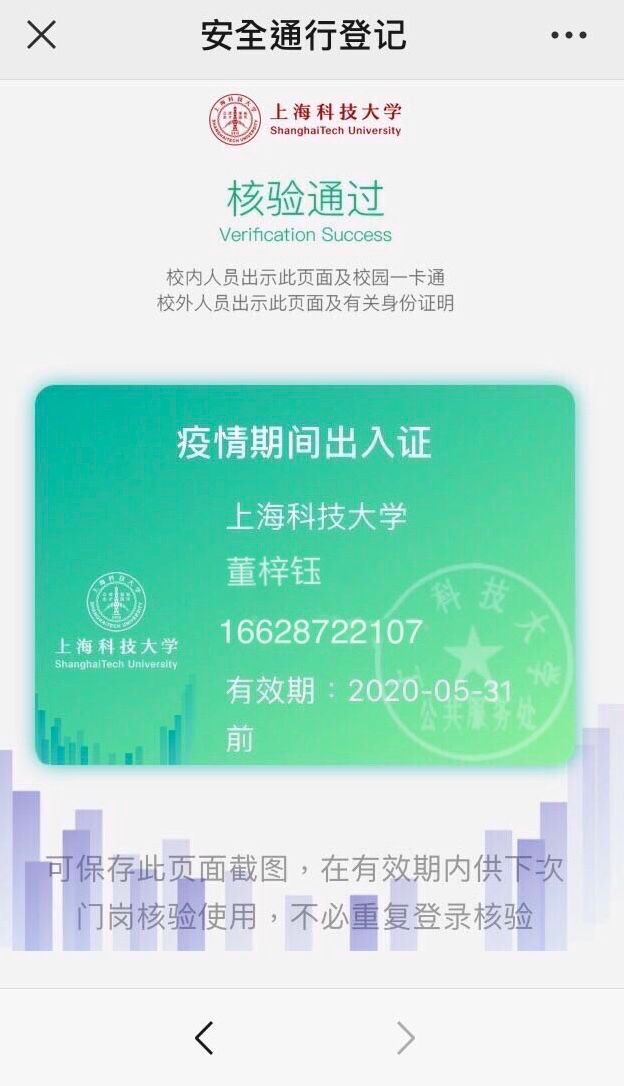 安全通行登记
上海科技大学
ShanghaiTech University
核验通过
Verification Success
校内人员出示此页面及校园一卡通
校外人员出示此页面及有关身份证明
疫情期间出入证
上海科技大学
董梓钰
16628722107
有效期：2020-05-31
前
上海科技大学
ShanghaiTech University
上海科技大学
公共服务处
可保存此页面截图，在有效期内供下次
门岗核验使用，不必重复登录核验